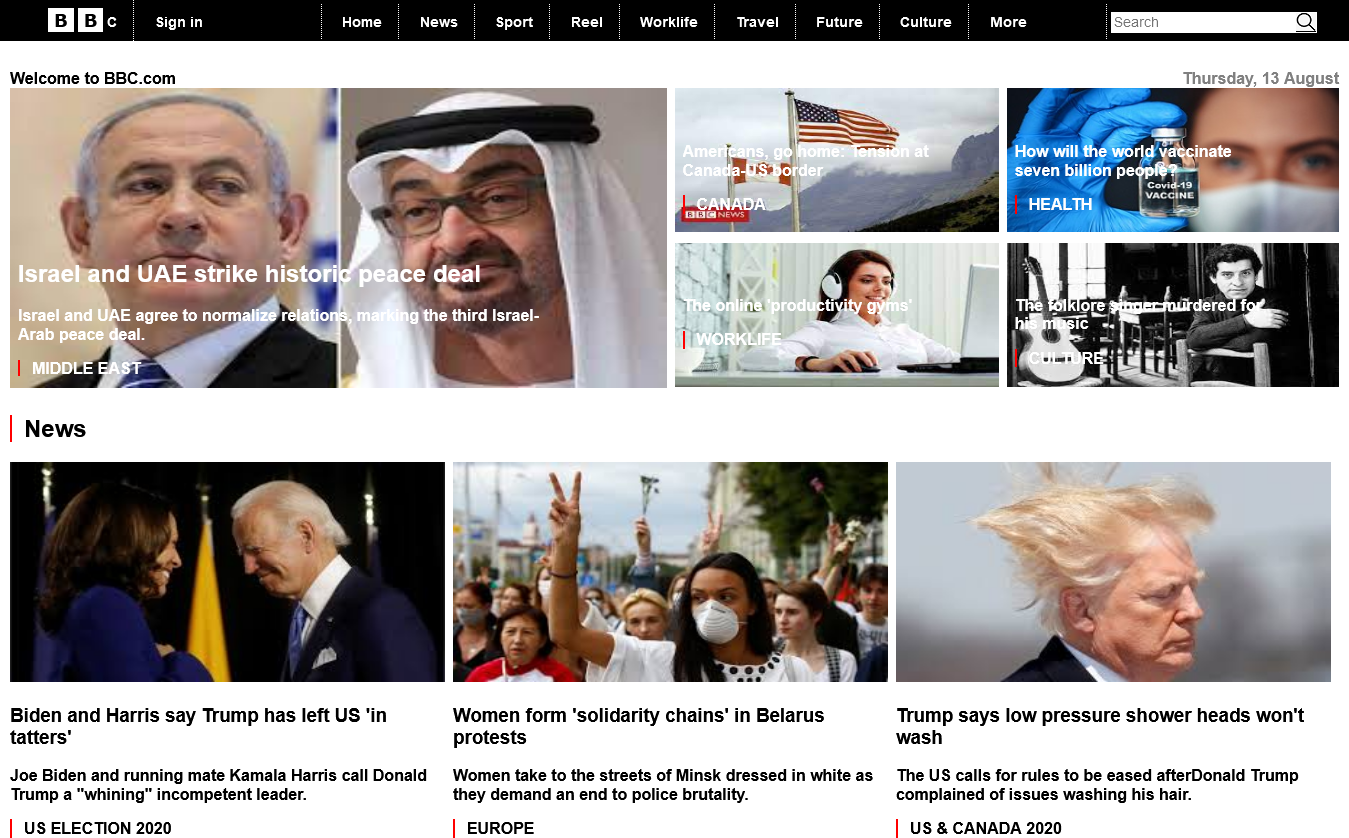 B B C Sign in Home News Sport Reel Worklife Travel Future Culture More Search
Welcome to BBC.com Thursday, 13 August
Israel and UAE strike historic peace deal
Israel and UAE agree to normalize relations, marking the third Israel-
Arab peace deal.
MIDDLE EAST
Americans, go home: Tension at
Canada-US border
CANADA
BBC NEWS
How will the world vaccinate
seven billion people?
HEALTH
Covid-19
VACCINE
The online 'productivity gyms'
WORKLIFE
The folklore singer murdered for
his music
CULTURE
News
Biden and Harris say Trump has left US 'in
tatters'
Joe Biden and running mate Kamala Harris call Donald
Trump a "whining" incompetent leader.
US ELECTION 2020
Women form 'solidarity chains' in Belarus
protests
Women take to the streets of Minsk dressed in white as
they demand an end to police brutality.
EUROPE
Trump says low pressure shower heads won't
wash
The US calls for rules to be eased afterDonald Trump
complained of issues washing his hair.
US & CANADA 2020